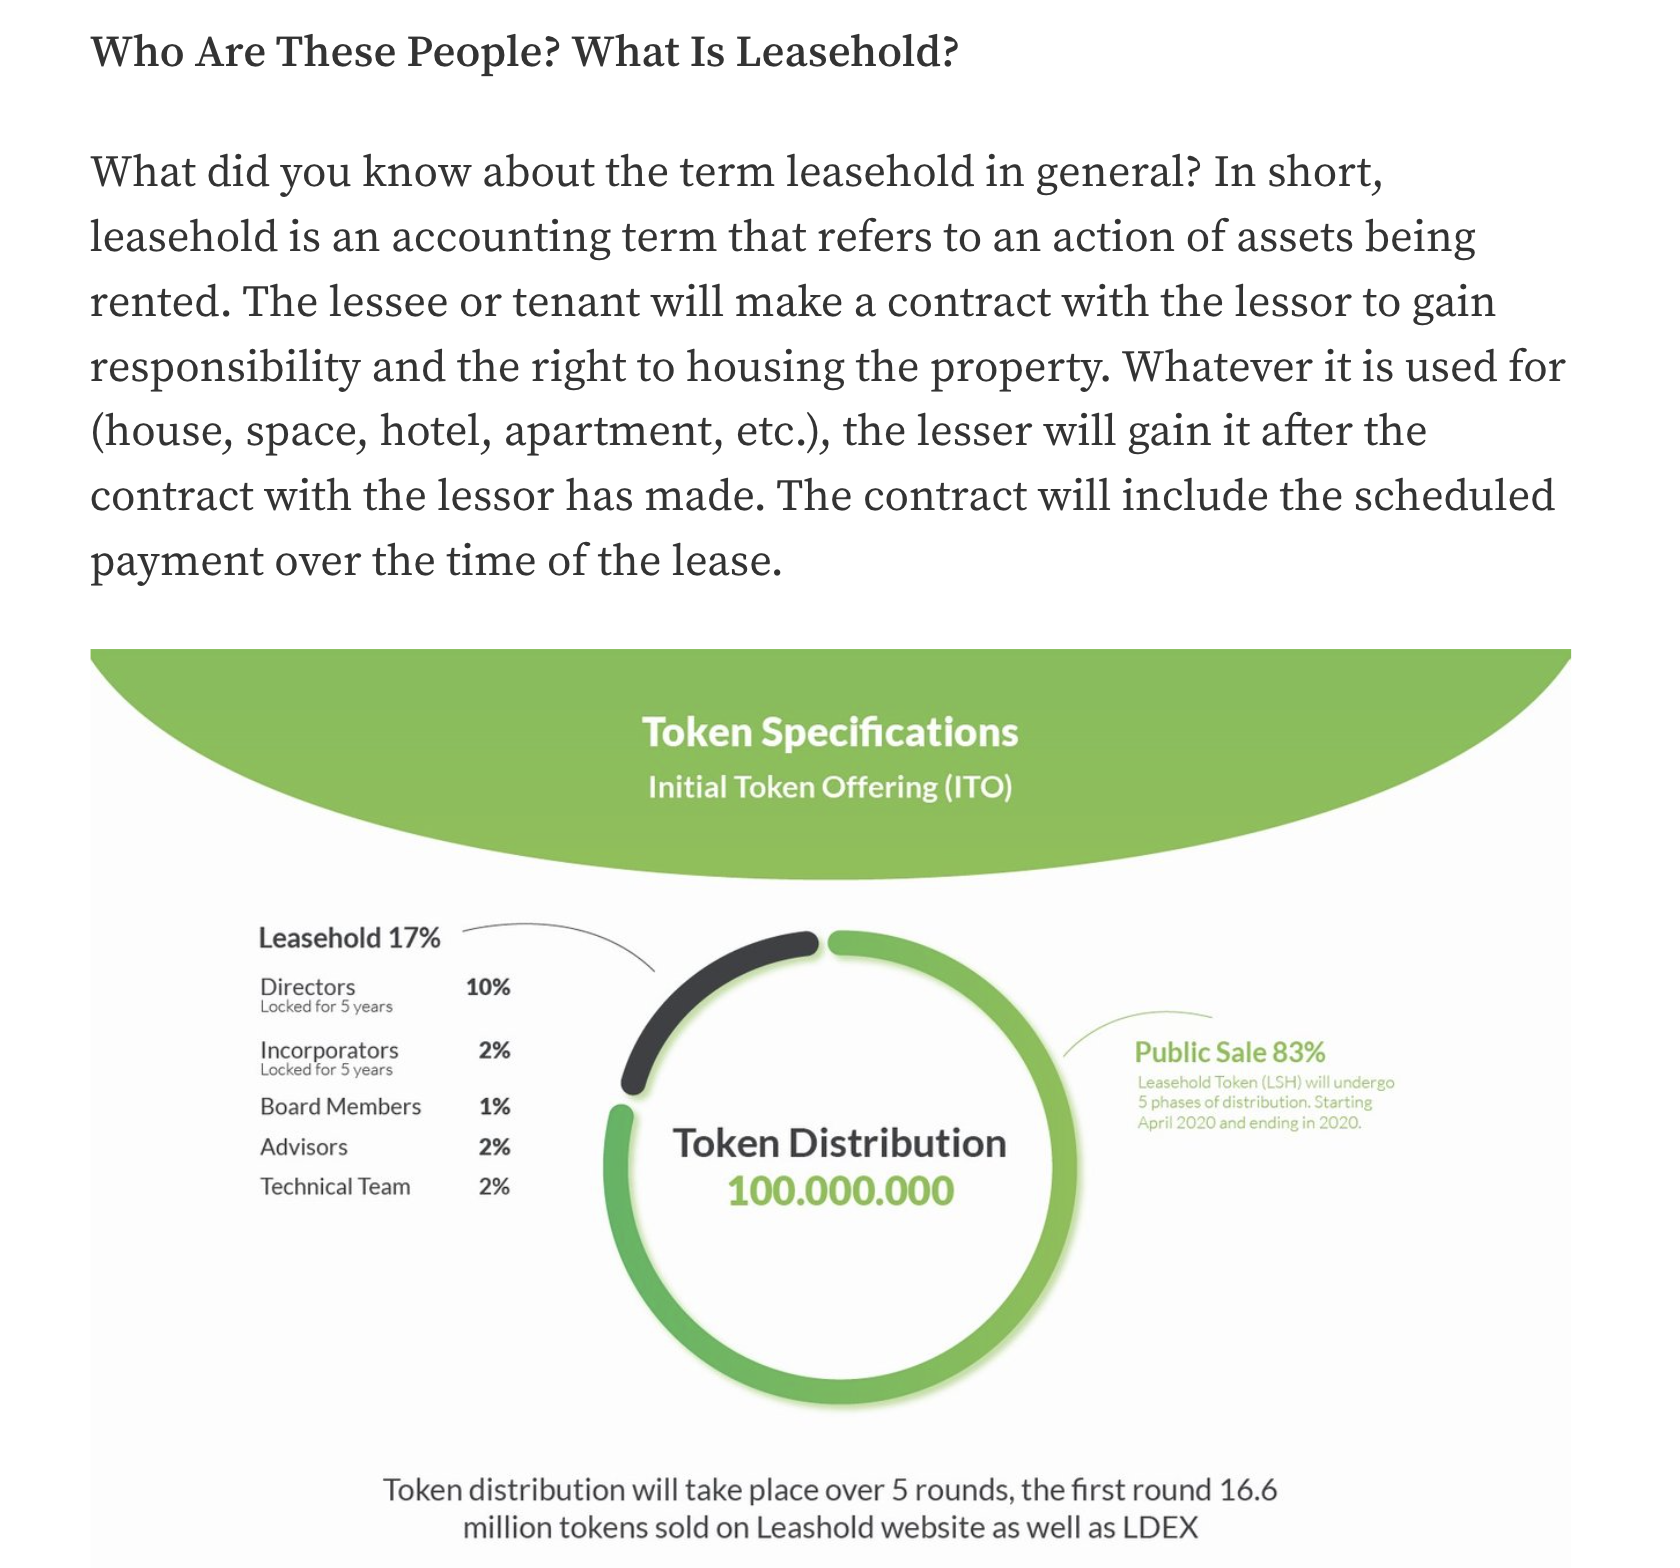 Who Are These People? What Is Leasehold?
What did you know about the term leasehold in general? In short,
leasehold is an accounting term that refers to an action of assets being
rented. The lessee or tenant will make a contract with the lessor to gain
responsibility and the right to housing the property. Whatever it is used for
(house, space, hotel, apartment, etc.), the lesser will gain it after the
contract with the lessor has made. The contract will include the scheduled
payment over the time of the lease.
Token Specifications
Initial Token Offering (ITO)
Leasehold 17%
Directors 10%
Locked for 5 years
Incorporators 2%
Locked for 5 years
Board Members 1%
Advisors 2%
Technical Team 2%
Token Distribution
100.000.000
Public Sale 83%
Leasehold Token (LSH) will undergo
5 phases of distribution. Starting
April 2020 and ending in 2020.
Token distribution will take place over 5 rounds, the first round 16.6
million tokens sold on Leashold website as well as LDEX